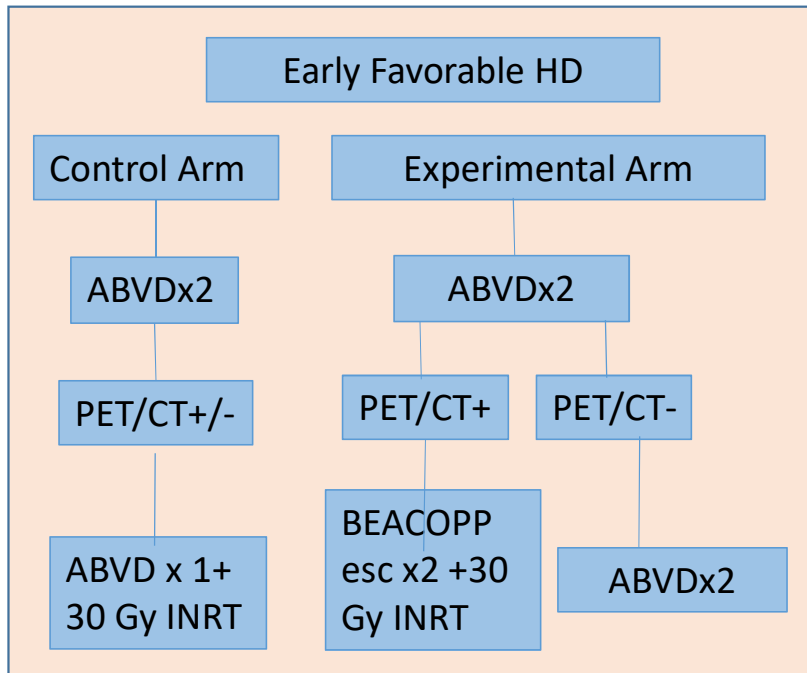 Early Favorable HD
Control Arm
Experimental Arm
ABVDx2
ABVDx2
PET/CT+/-
PET/CT+
PET/CT-
ABVD x 1+
30 Gy INRT
BEACOPP
esc x2 +30
Gy INRT
ABVDx2